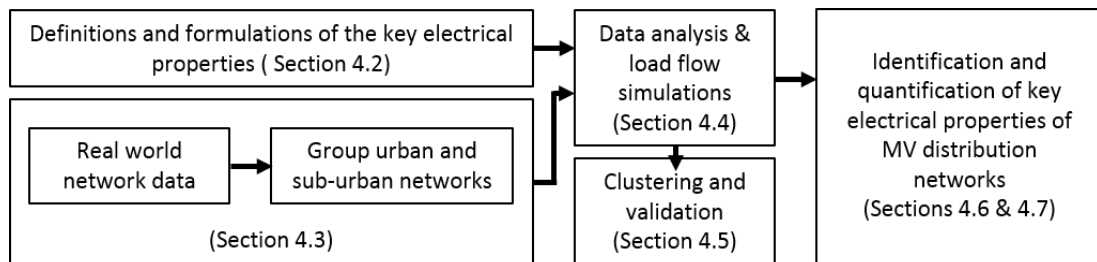 Definitions and formulations of the key electrical
properties ( Section 4.2)
Real world
network data
Group urban and
sub-urban networks
(Section 4.3)
Data analysis &
load flow
simulations
(Section 4.4)
Clustering and
validation
(Section 4.5)
Identification and
quantification of key
electrical properties of
MV distribution
networks
(Sections 4.6 & 4.7)